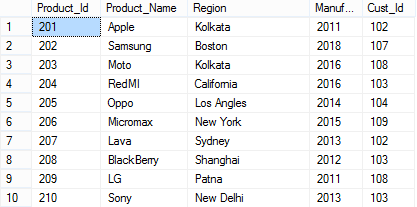 Product_Id Product_Name Region Manuf... Cust_Id
1 201 Apple Kolkata 2011 102
2 202 Samsung Boston 2018 107
3 203 Moto Kolkata 2016 108
4 204 RedMI California 2016 103
5 205 Oppo Los Angles 2014 104
6 206 Micromax New York 2015 109
7 207 Lava Sydney 2013 102
8 208 BlackBerry Shanghai 2012 103
9 209 LG Patna 2011 108
10 210 Sony New Delhi 2013 103